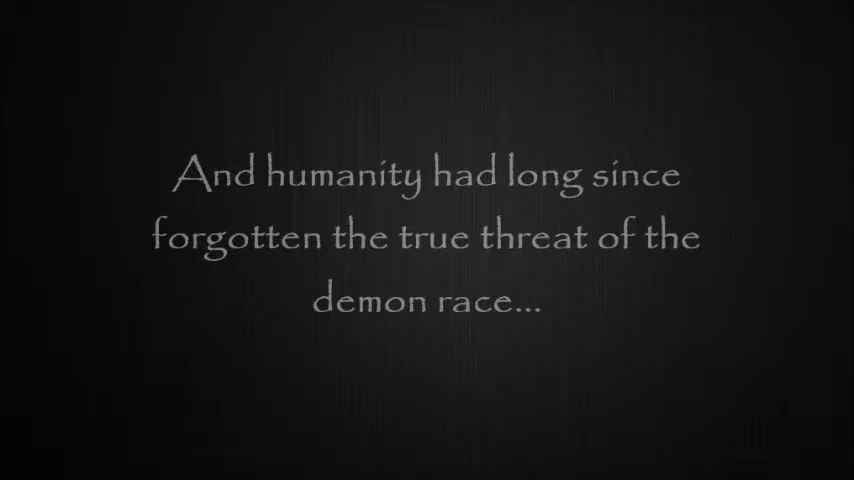 And humanity had long since
forgotten the true threat of the
demon race...